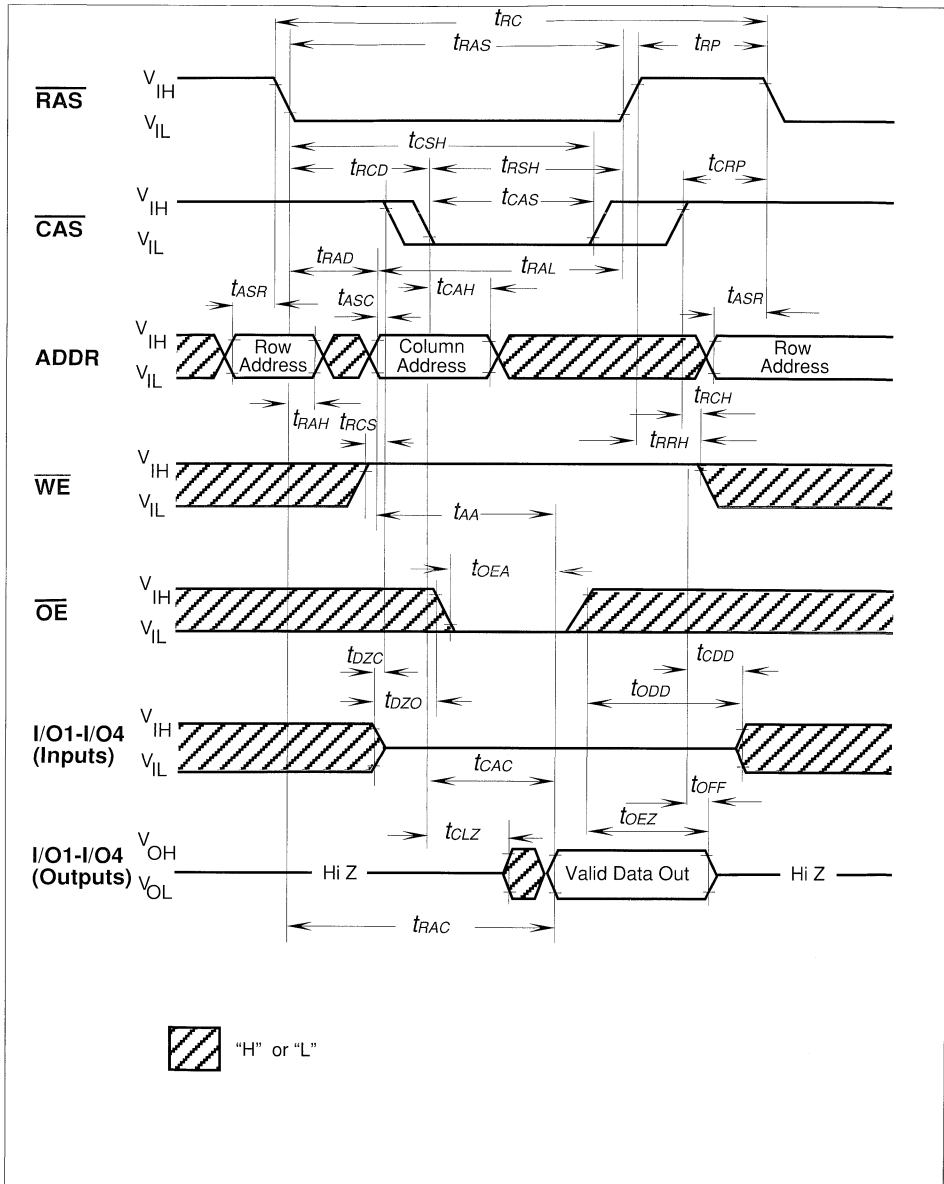 tRC
tRAS
tRP
RAS
VIH
VIL
tCSH
tRCD
tRSH
tCRP
CAS
VIH
VIL
tCAS
tRAD
tRAL
tASR
tASC
tCAH
tASR
ADDR
VIH
VIL
Row Address
Column Address
Row Address
tRAH
tRCS
tRCH
tRRH
WE
VIH
VIL
tAA
tOEA
OE
VIH
VIL
tDZC
tCDD
tDZO
tODD
I/O1-I/O4
(Inputs)
VIH
VIL
tCAC
tOFF
tCLZ
tOEZ
I/O1-I/O4
(Outputs)
VOH
VOL
Hi Z
Valid Data Out
Hi Z
tRAC
"H" or "L"